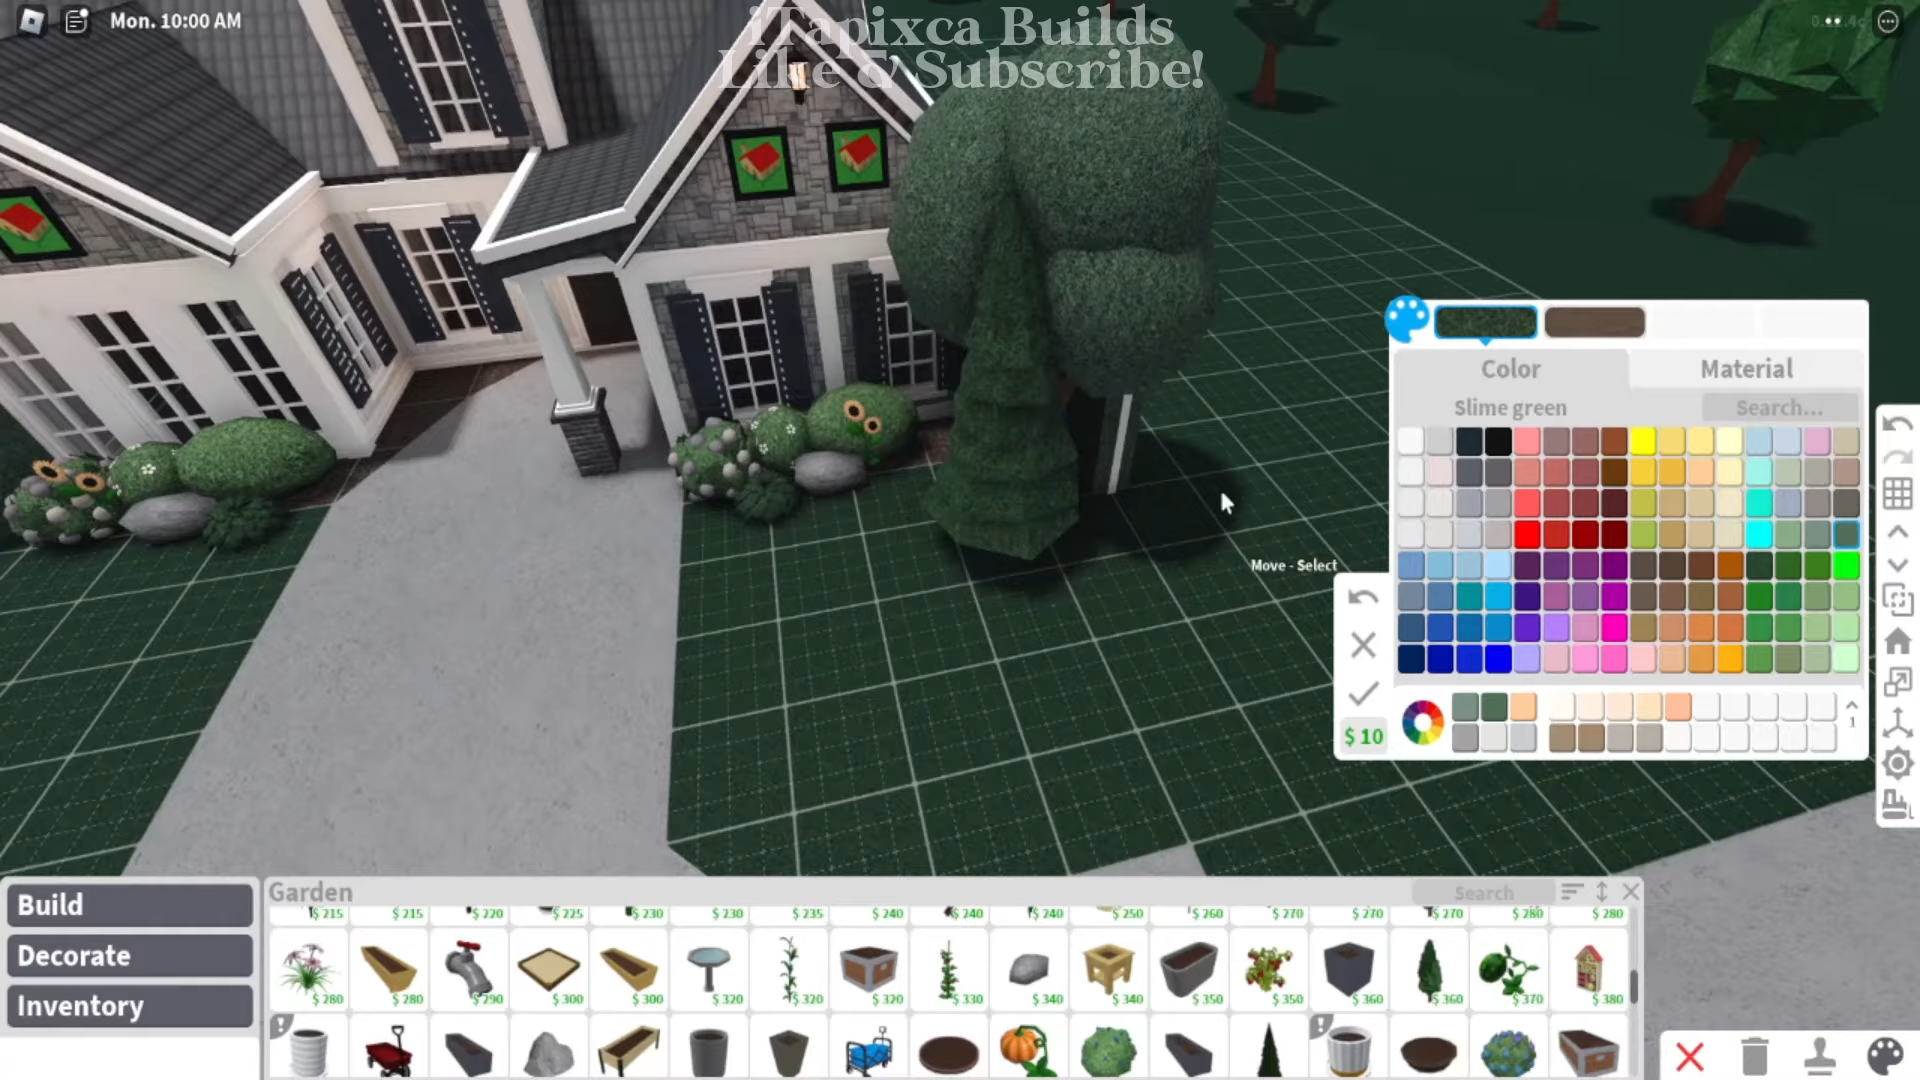 Mon. 10:00 AM
iTapixca Builds
Like & Subscribe!
Color
Material
Slime green
Search...
Move - Select
$ 10
1
Build
Decorate
Inventory
Garden
Search
$ 215 $ 215 $ 220 $ 225 $ 230 $ 230 $ 235 $ 240 $ 240 $ 240 $ 250 $ 260 $ 270 $ 270 $ 270 $ 280 $ 280
$ 280 $ 280 $ 290 $ 300 $ 300 $ 320 $ 320 $ 320 $ 330 $ 340 $ 340 $ 350 $ 350 $ 360 $ 360 $ 370 $ 380